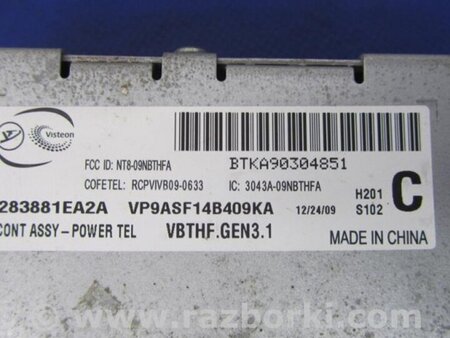 Visteon
FCC ID: NT8-09NBTHFA
BTKA90304851
COFETEL: RCPVIVB09-0633 IC: 3043A-09NBTHFA
283881EA2A VP9ASF14B409KA 12/24/09 H201 S102 C
CONT ASSY-POWER TEL VBTHF.GEN3.1
MADE IN CHINA
www.razborki.com